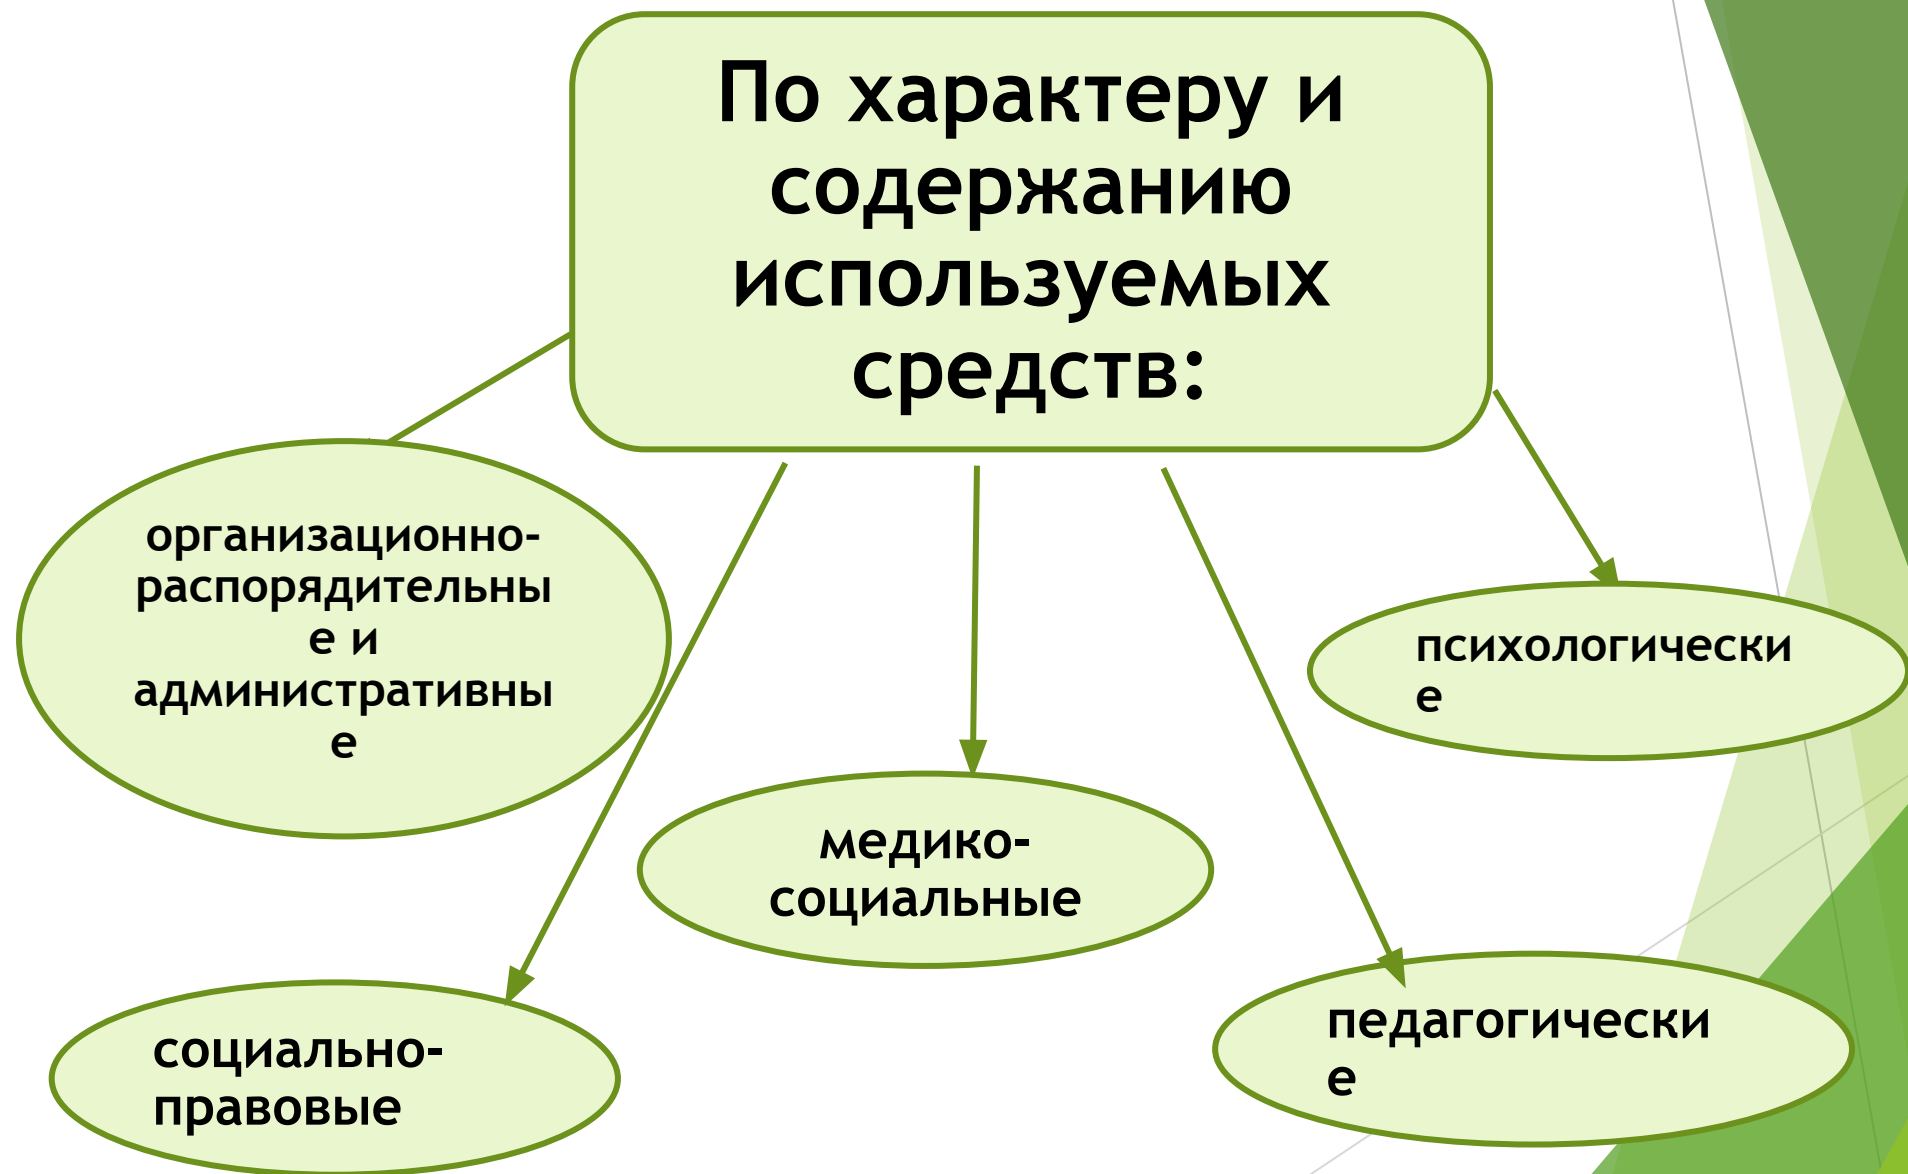 По характеру и
содержанию
используемых
средств:
организационно-
распорядительны
е и
административны
е
психологически
е
медико-
социальные
педагогически
е
социально-
правовые